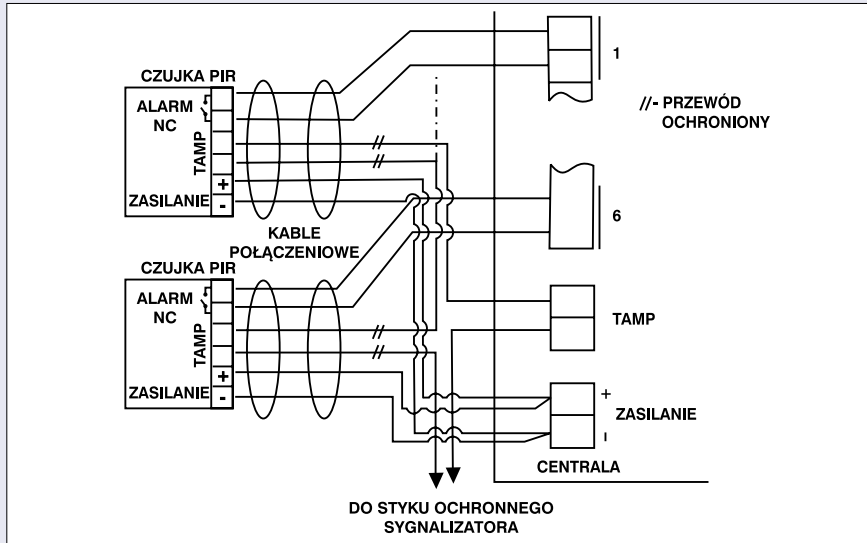 CZUJKA PIR
ALARM
NC
TAMP
+
ZASILANIE
-
KABLE
POŁĄCZENIOWE
CZUJKA PIR
ALARM
NC
TAMP
+
ZASILANIE
-
1
//- PRZEWÓD
OCHRONIONY
6
TAMP
+
ZASILANIE
-
CENTRALA
DO STYKU OCHRONNEGO
SYGNALIZATORA